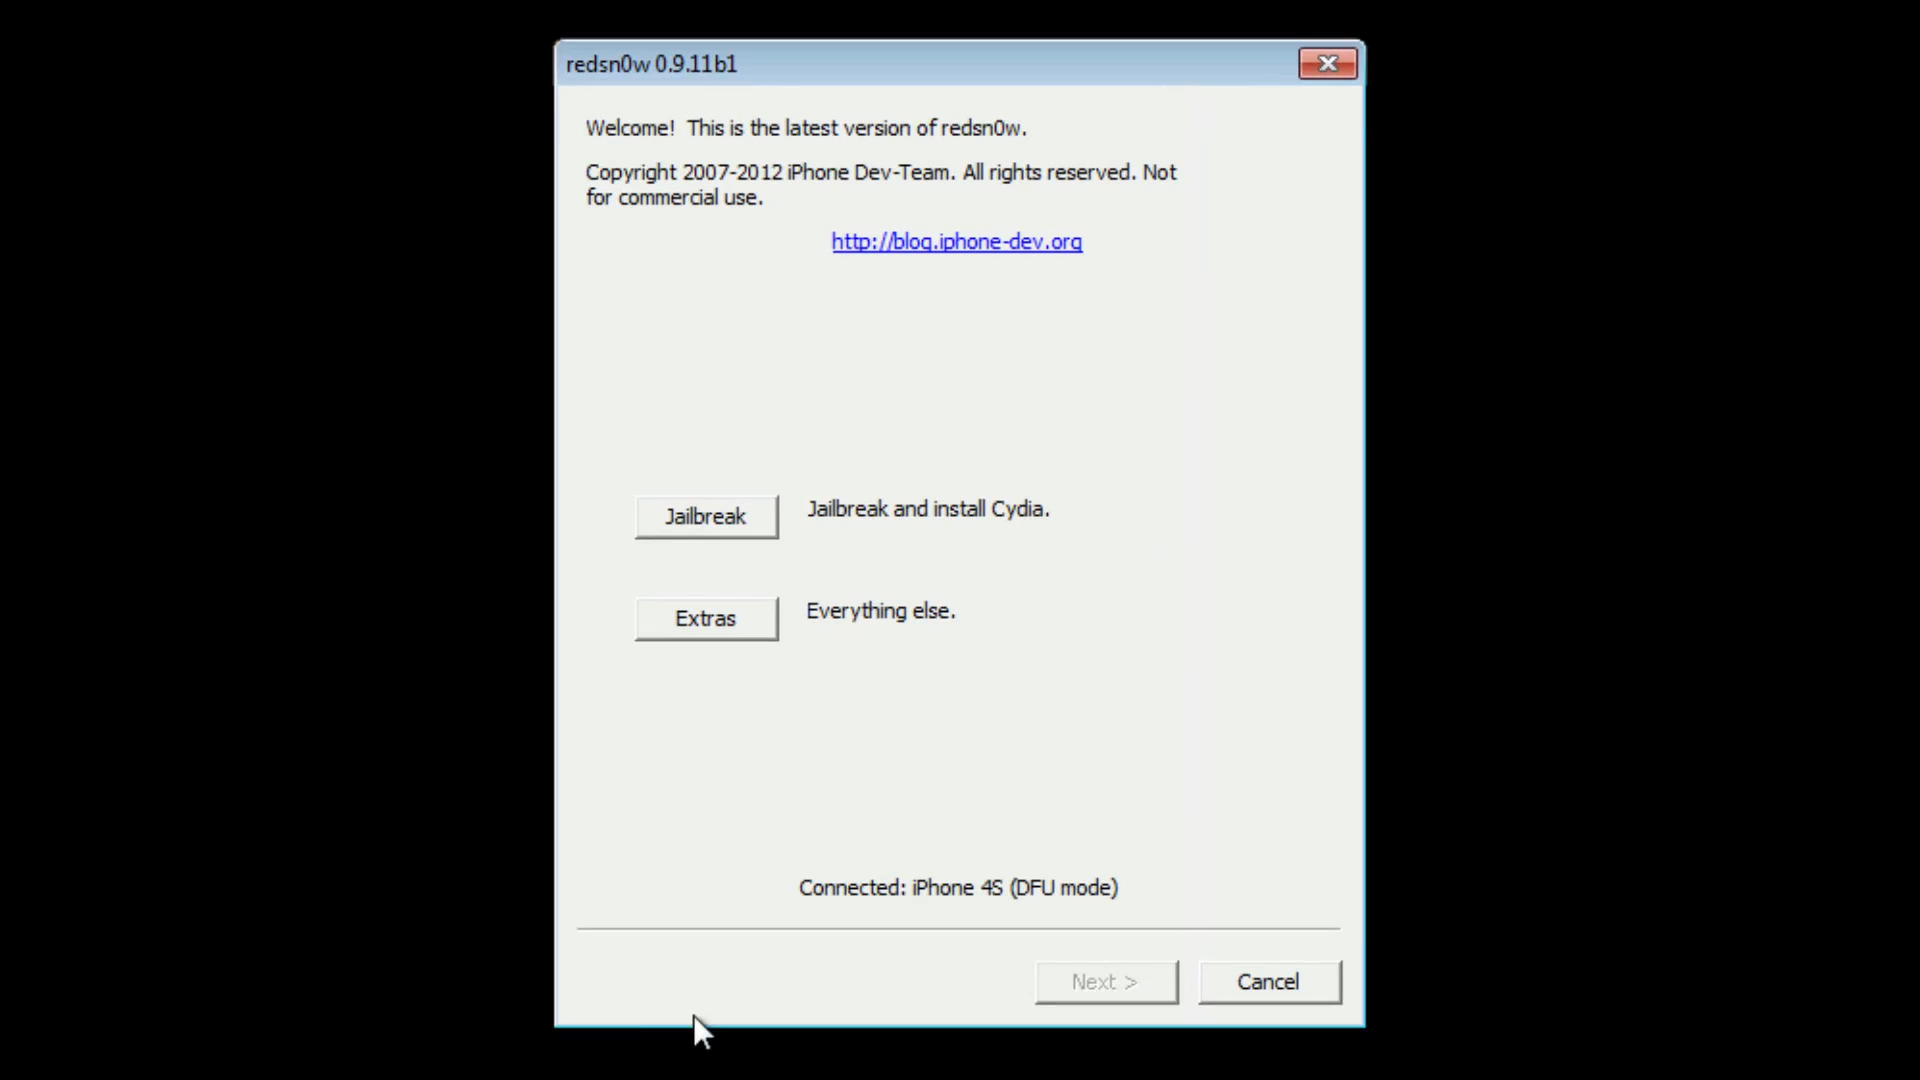 redsn0w 0.9.11b1
Welcome!  This is the latest version of redsn0w.
Copyright 2007-2012 iPhone Dev-Team. All rights reserved. Not
for commercial use.
http://blog.iphone-dev.org
Jailbreak
Jailbreak and install Cydia.
Extras
Everything else.
Connected: iPhone 4S (DFU mode)
Next >
Cancel